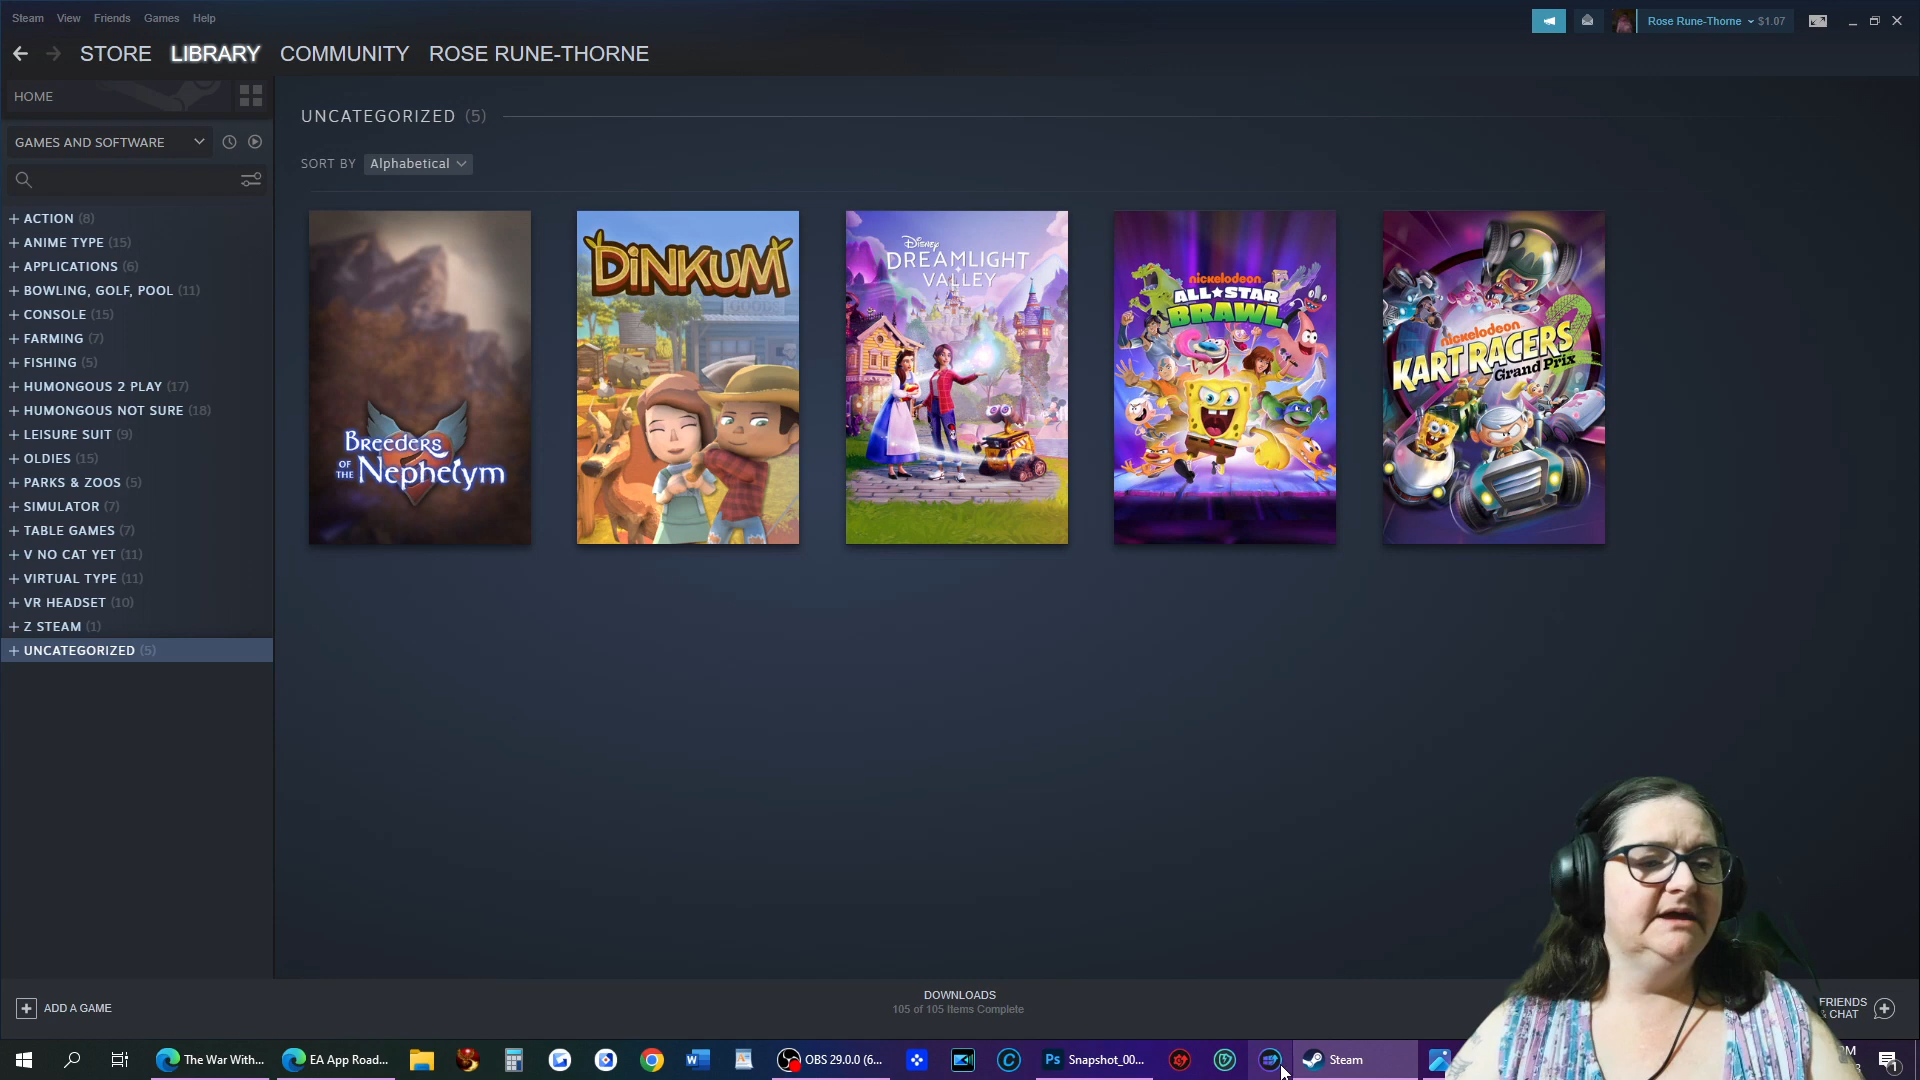 Steam View Friends Games Help
Rose Rune-Thorne $1.07
STORE LIBRARY COMMUNITY ROSE RUNE-THORNE
HOME
GAMES AND SOFTWARE
ACTION (8)
ANIME TYPE (15)
APPLICATIONS (6)
BOWLING, GOLF, POOL (11)
CONSOLE (15)
FARMING (7)
FISHING (5)
HUMONGOUS 2 PLAY (17)
HUMONGOUS NOT SURE (18)
LEISURE SUIT (9)
OLDIES (15)
PARKS & ZOOS (5)
SIMULATOR (7)
TABLE GAMES (7)
V NO CAT YET (11)
VIRTUAL TYPE (11)
VR HEADSET (10)
Z STEAM (1)
UNCATEGORIZED (5)
UNCATEGORIZED (5)
SORT BY Alphabetical
Breeders
OF THE Nephelym
DiNKUM
GOODS
Disney
DREAMLIGHT
VALLEY
nickelodeon
ALL★STAR
BRAWL
nickelodeon
KART RACERS 2
Grand Prix
ADD A GAME
DOWNLOADS
105 of 105 Items Complete
FRIENDS
& CHAT
The War With...
EA App Road...
OBS 29.0.0 (6...
Ps Snapshot_00...
Steam
1